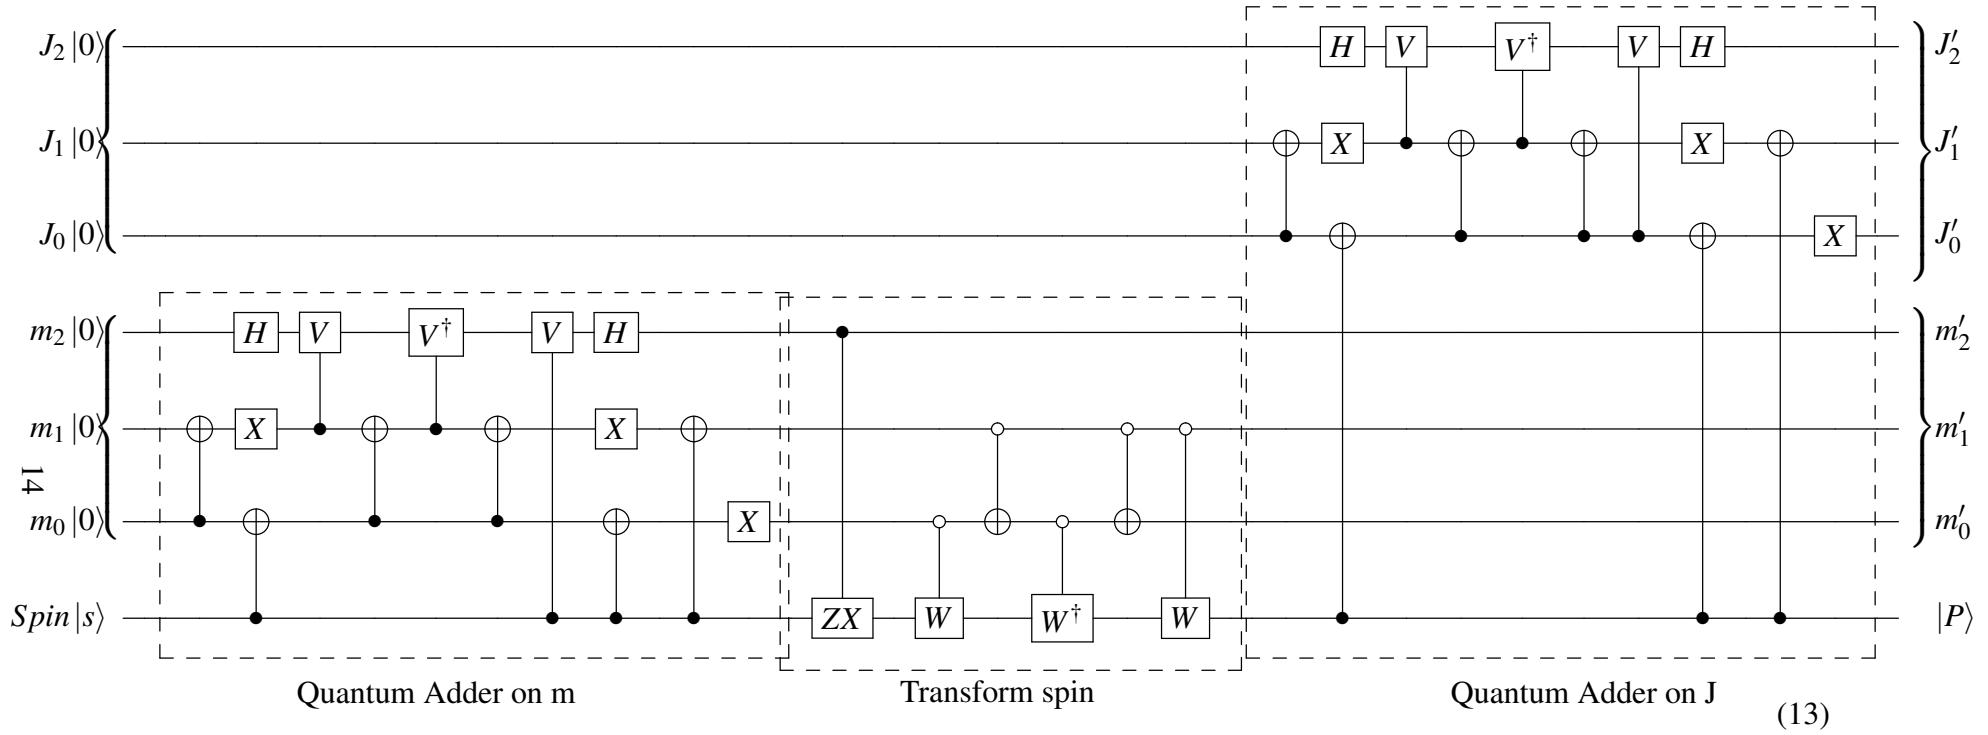 J₂ |0⟩ H V V† V H J′₂
J₁ |0⟩ X X J′₁
J₀ |0⟩ X J′₀
m₂ |0⟩ H V V† V H m′₂
m₁ |0⟩ X X m′₁
14
m₀ |0⟩ X m′₀
Spin |s⟩ ZX W W† W |P⟩
Quantum Adder on m Transform spin Quantum Adder on J
(13)